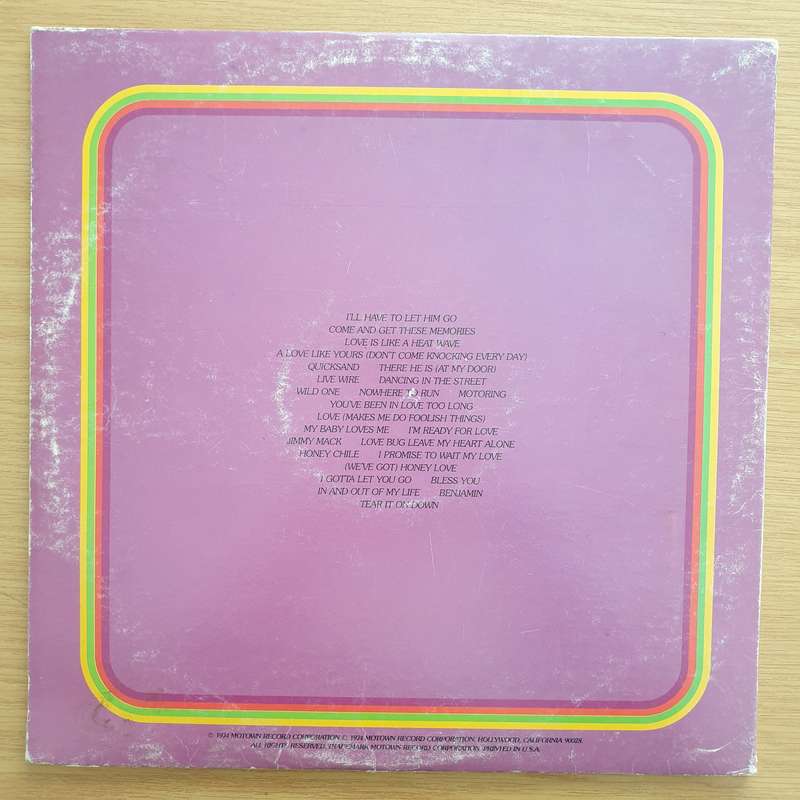 I'LL HAVE TO LET HIM GO
COME AND GET THESE MEMORIES
LOVE IS LIKE A HEAT WAVE
A LOVE LIKE YOURS (DON'T COME KNOCKING EVERY DAY)
QUICKSAND THERE HE IS (AT MY DOOR)
LIVE WIRE DANCING IN THE STREET
WILD ONE NOWHERE TO RUN MOTORING
YOU'VE BEEN IN LOVE TOO LONG
LOVE (MAKES ME DO FOOLISH THINGS)
MY BABY LOVES ME I'M READY FOR LOVE
JIMMY MACK LOVE BUG LEAVE MY HEART ALONE
HONEY CHILE I PROMISE TO WAIT MY LOVE
(WE'VE GOT) HONEY LOVE
I GOTTA LET YOU GO BLESS YOU
IN AND OUT OF MY LIFE BENJAMIN
TEAR IT ON DOWN
℗ 1974 MOTOWN RECORD CORPORATION © 1974 MOTOWN RECORD CORPORATION, HOLLYWOOD, CALIFORNIA 90028.
ALL RIGHTS RESERVED. TRADEMARK MOTOWN RECORD CORPORATION. PRINTED IN U.S.A.